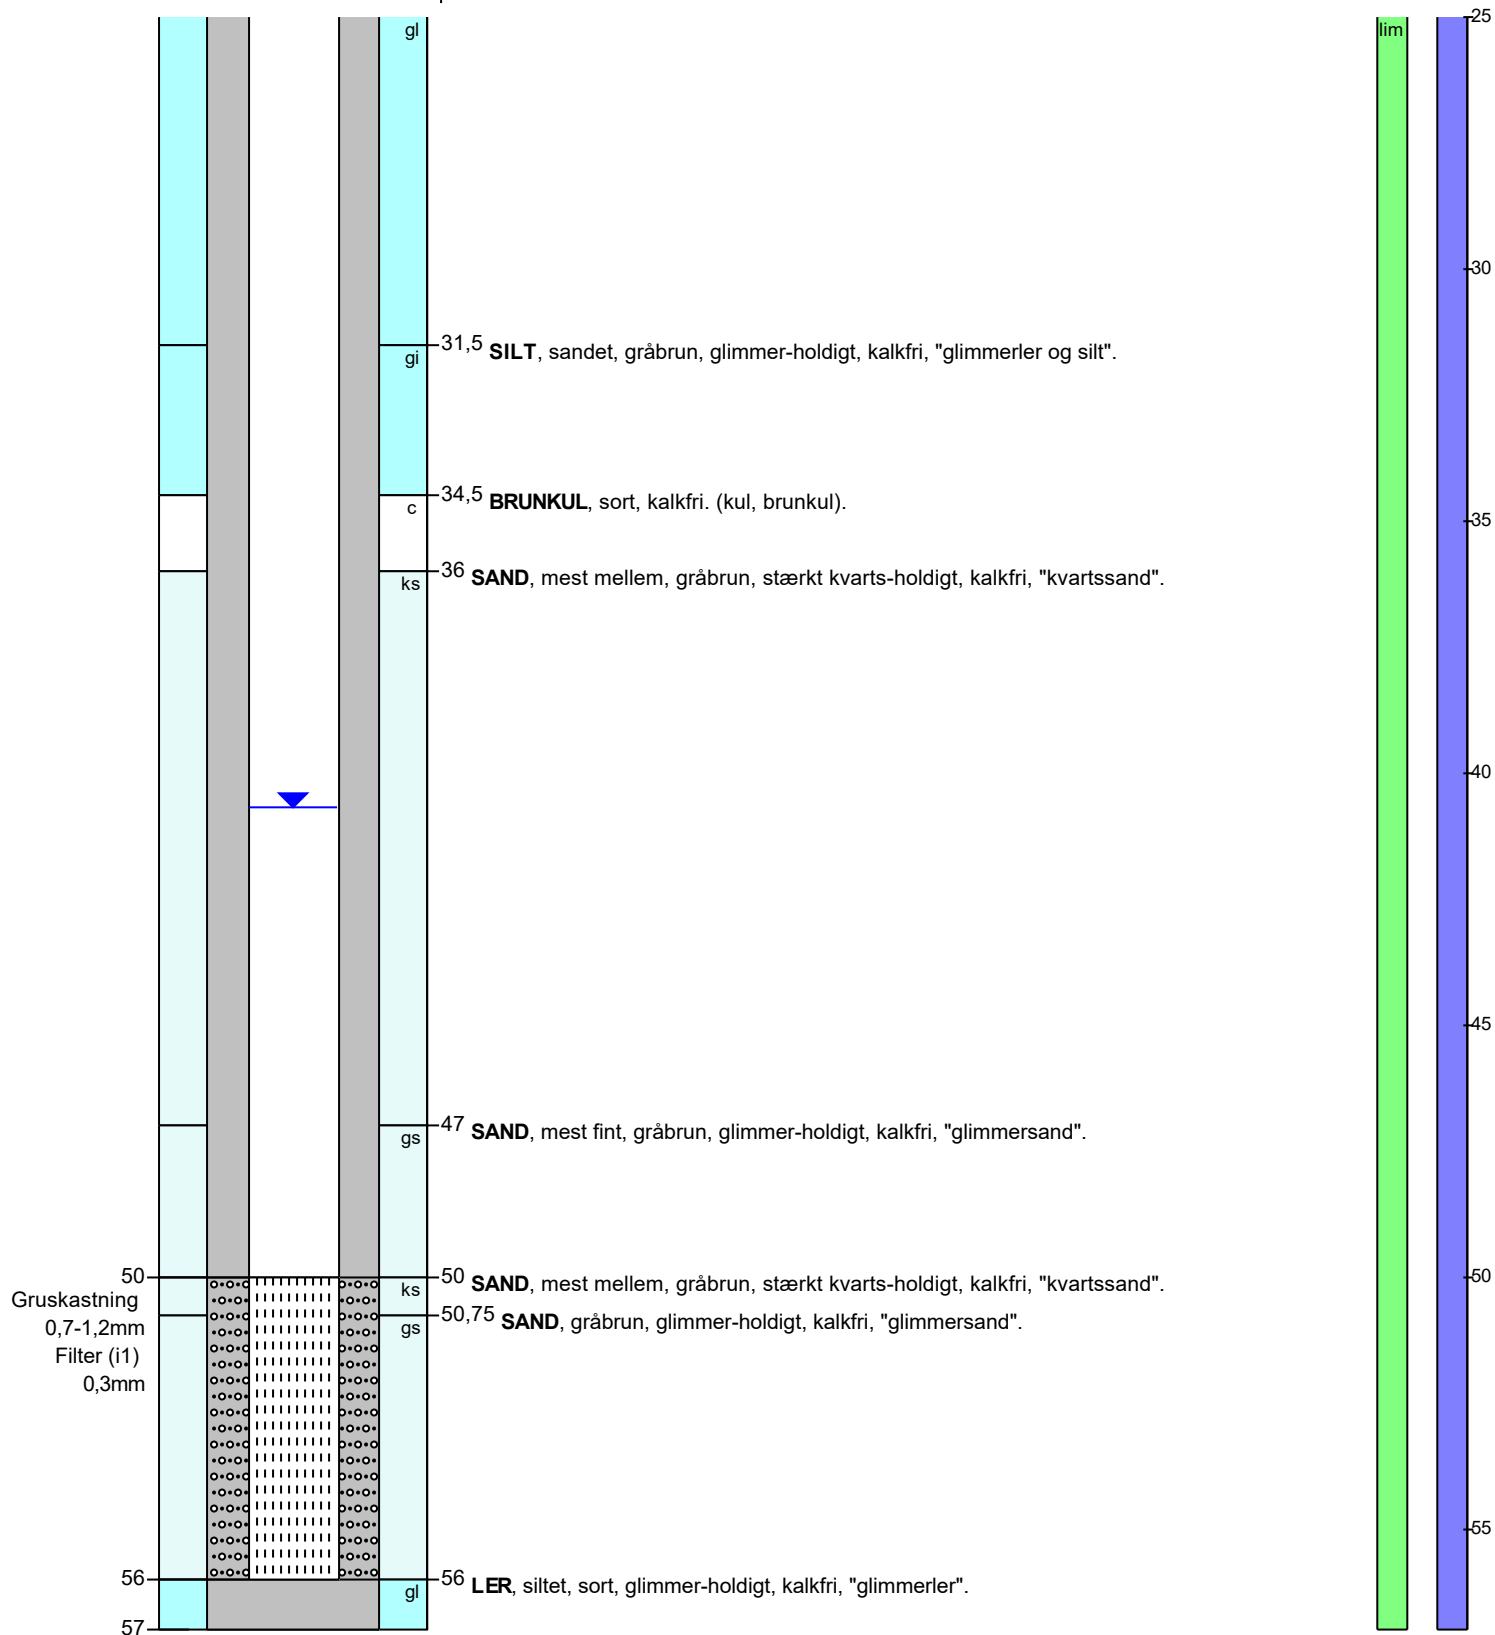 gl
lim
25
30
31,5 SILT, sandet, gråbrun, glimmer-holdigt, kalkfri, "glimmerler og silt".
gi
34,5 BRUNKUL, sort, kalkfri. (kul, brunkul).
c
35
36 SAND, mest mellem, gråbrun, stærkt kvarts-holdigt, kalkfri, "kvartssand".
ks
40
45
47 SAND, mest fint, gråbrun, glimmer-holdigt, kalkfri, "glimmersand".
gs
50
50 SAND, mest mellem, gråbrun, stærkt kvarts-holdigt, kalkfri, "kvartssand".
50
ks
Gruskastning
0,7-1,2mm
Filter (i1)
0,3mm
50,75 SAND, gråbrun, glimmer-holdigt, kalkfri, "glimmersand".
gs
55
56
56 LER, siltet, sort, glimmer-holdigt, kalkfri, "glimmerler".
gl
57